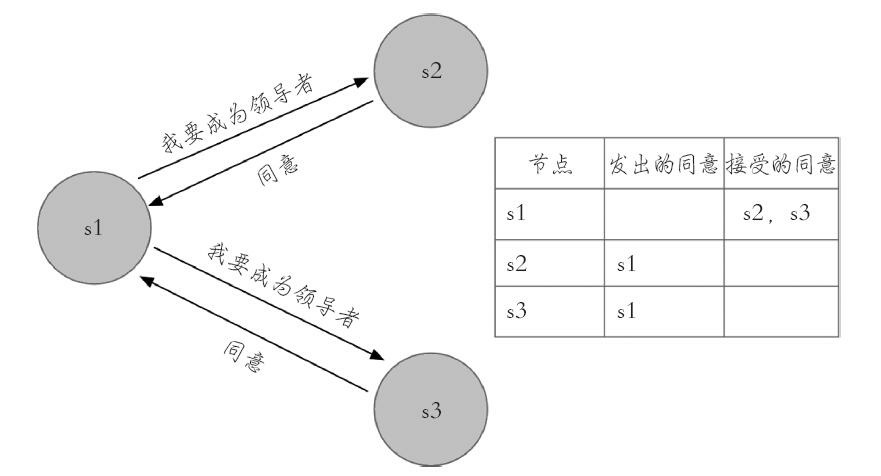 s2
我要成为领导者
同意
s1
我要成为领导者
同意
s3
节点 发出的同意 接受的同意
s1 s2, s3
s2 s1
s3 s1